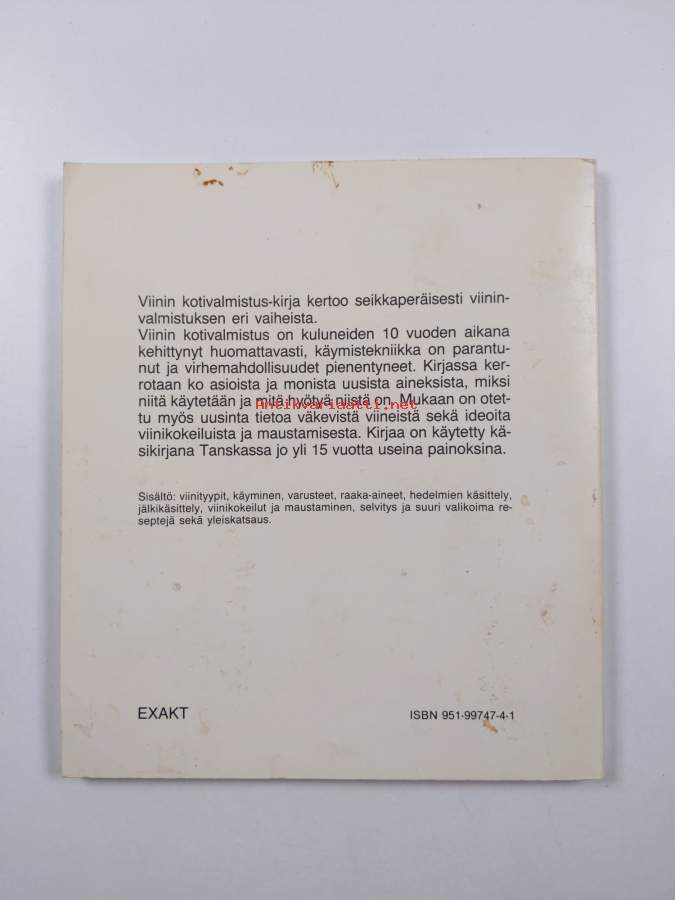 Viinin kotivalmistus-kirja kertoo seikkaperäisesti viinin-
valmistuksen eri vaiheista.
Viinin kotivalmistus on kuluneiden 10 vuoden aikana
kehittynyt huomattavasti, käymistekniikka on parantu-
nut ja virhemahdollisuudet pienentyneet. Kirjassa ker-
rotaan ko asioista ja monista uusista aineksista, miksi
niitä käytetään ja mitä hyötyä niistä on. Mukaan on otet-
Antikvariaatti.net
tu myös uusinta tietoa väkevistä viineistä sekä ideoita
viinikokeiluista ja maustamisesta. Kirjaa on käytetty kä-
sikirjana Tanskassa jo yli 15 vuotta useina painoksina.
Sisältö: viinityypit, käyminen, varusteet, raaka-aineet, hedelmien käsittely,
jälkikäsittely, viinikokeilut ja maustaminen, selvitys ja suuri valikoima re-
septejä sekä yleiskatsaus.
EXAKT
ISBN 951-99747-4-1